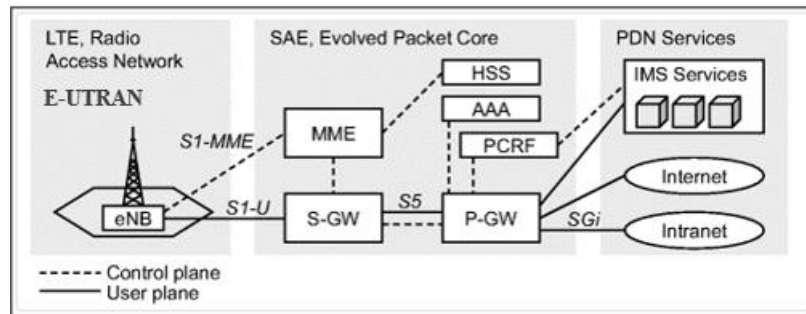 LTE, Radio
Access Network
E-UTRAN
SAE, Evolved Packet Core
PDN Services
HSS
AAA
PCRF
MME
IMS Services
S1-MME
eNB
S1-U
S-GW
S5
P-GW
SGi
Internet
Intranet
Control plane
User plane